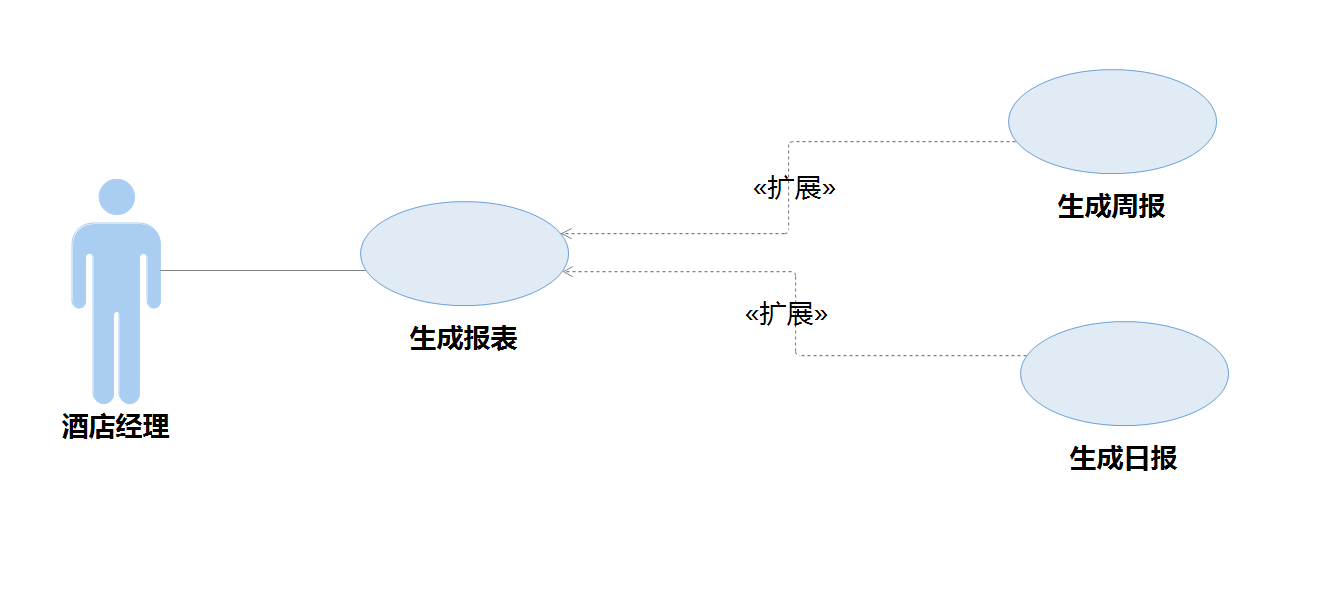 «扩展»
生成周报
«扩展»
生成报表
酒店经理
生成日报